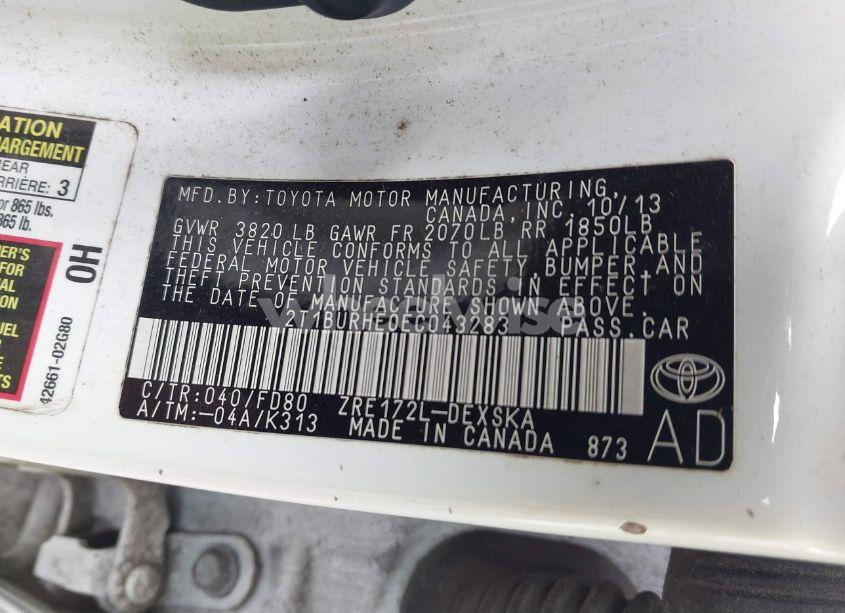 ATION
HARGEMENT
REAR
ARRIÈRE: 3
or 865 lbs.
865 lb.
OH
42661-02G80
MFD. BY: TOYOTA MOTOR MANUFACTURING,
CANADA, INC. 10/13
GVWR 3820 LB GAWR FR 2070LB RR 1850LB
THIS VEHICLE CONFORMS TO ALL APPLICABLE
FEDERAL MOTOR VEHICLE SAFETY, BUMPER, AND
THEFT PREVENTION STANDARDS IN EFFECT ON
THE DATE OF MANUFACTURE SHOWN ABOVE.
2T1BURHE0EC043283 PASS. CAR
C/TR: 040/FD80 ZRE172L-DEXSKA
A/TM: -04A/K313 MADE IN CANADA 873
AD